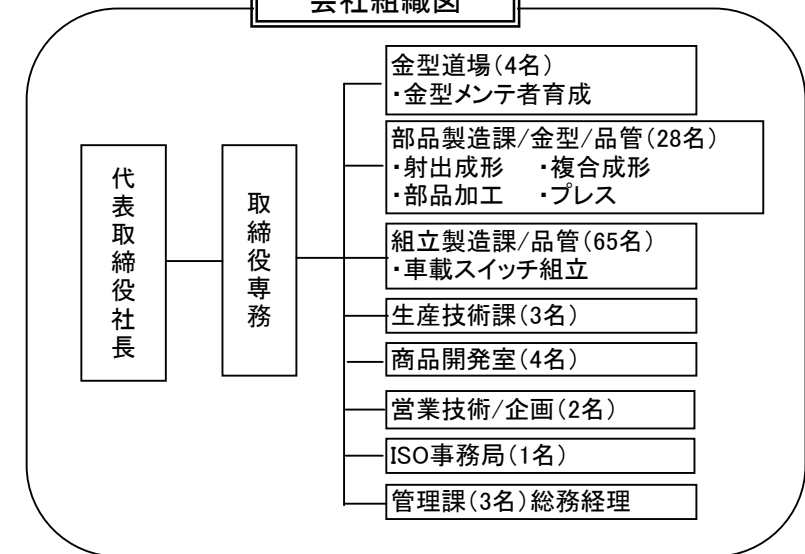 会社組織図
代表取締役社長
取締役専務
金型道場(4名)
・金型メンテ者育成
部品製造課/金型/品管(28名)
・射出成形　・複合成形
・部品加工　・プレス
組立製造課/品管(65名)
・車載スイッチ組立
生産技術課(3名)
商品開発室(4名)
営業技術/企画(2名)
ISO事務局(1名)
管理課(3名)総務経理